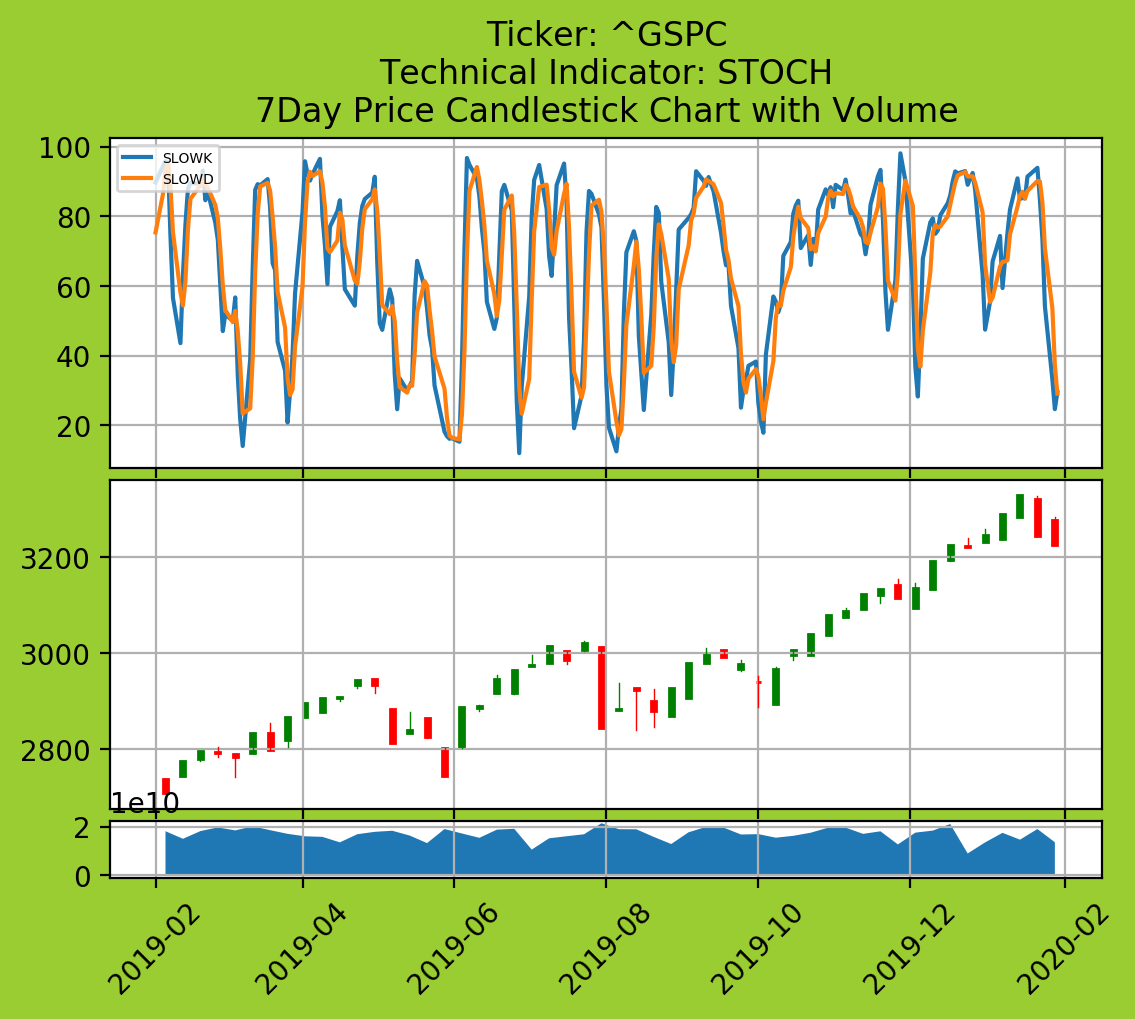 Ticker: ^GSPC
Technical Indicator: STOCH
7Day Price Candlestick Chart with Volume
100
80
60
40
20
SLOWK
SLOWD
3200
3000
2800
1e10
2
0
2019-02
2019-04
2019-06
2019-08
2019-10
2019-12
2020-02